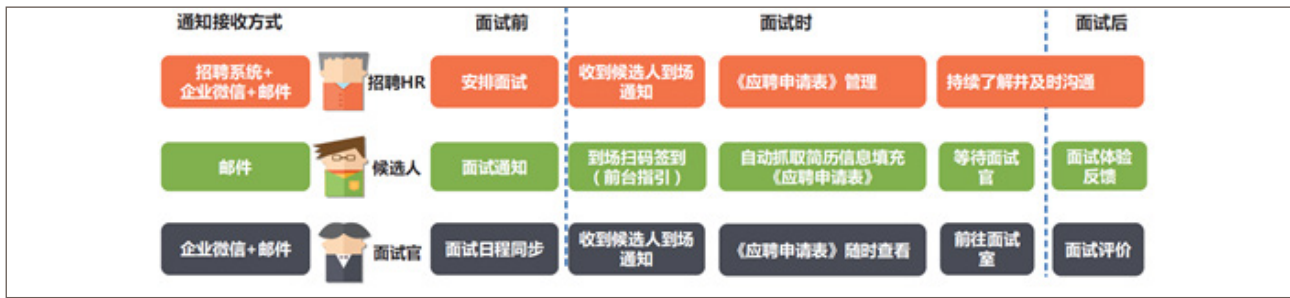 通知接收方式
面试前
面试时
面试后
招聘系统+
企业微信+邮件
招聘HR
安排面试
收到候选人到场
通知
《应聘申请表》管理
持续了解并及时沟通
邮件
候选人
面试通知
到场扫码签到
（前台指引）
自动抓取简历信息填充
《应聘申请表》
等待面试
官
面试体验
反馈
企业微信+邮件
面试官
面试日程同步
收到候选人到场
通知
《应聘申请表》随时查看
前往面试
室
面试评价